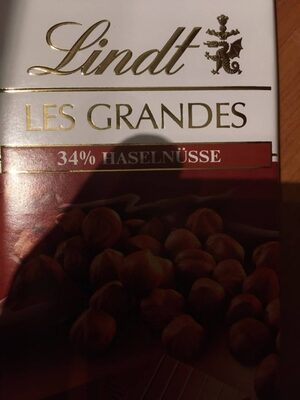 Lindt
LES GRANDES
34% HASELNÜSSE